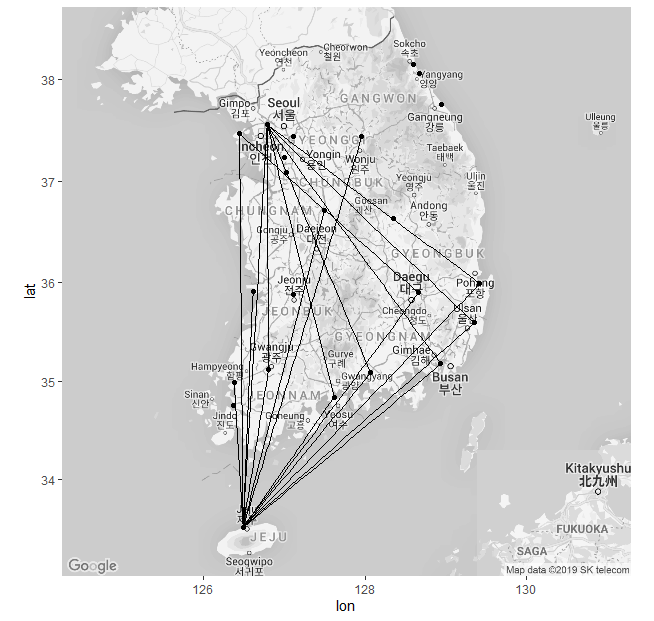 Sokcho
속초
Cheorwon
철원
Yeoncheon
연천
Yangyang
양양
38
GANGWON
Gimpo
김포
Seoul
서울
Gangneung
강릉
Ulleung
울릉
YEONGGI
Incheon
인천
Yongin
용인
Wonju
원주
Taebaek
태백
37
CHUNGBUK
Yeongju
영주
Uljin
울진
Goesan
괴산
CHUNGNAM
Andong
안동
Gongju
공주
Daejeon
대전
GYEONGBUK
36
Jeonju
전주
Daegu
대구
Pohang
포항
JEONBUK
Cheongdo
청도
Ulsan
울산
GYEONGNAM
Gwangju
광주
Gurye
구례
Gimhae
김해
lat
35
Hampyeong
함평
Gwangyang
광양
Busan
부산
Sinan
신안
JEONNAM
Jindo
진도
Goheung
고흥
Yeosu
여수
34
Kitakyushu
北九州
JEJU
FUKUOKA
Seogwipo
서귀포
SAGA
Google
Map data ©2019 SK telecom
126
128
130
lon